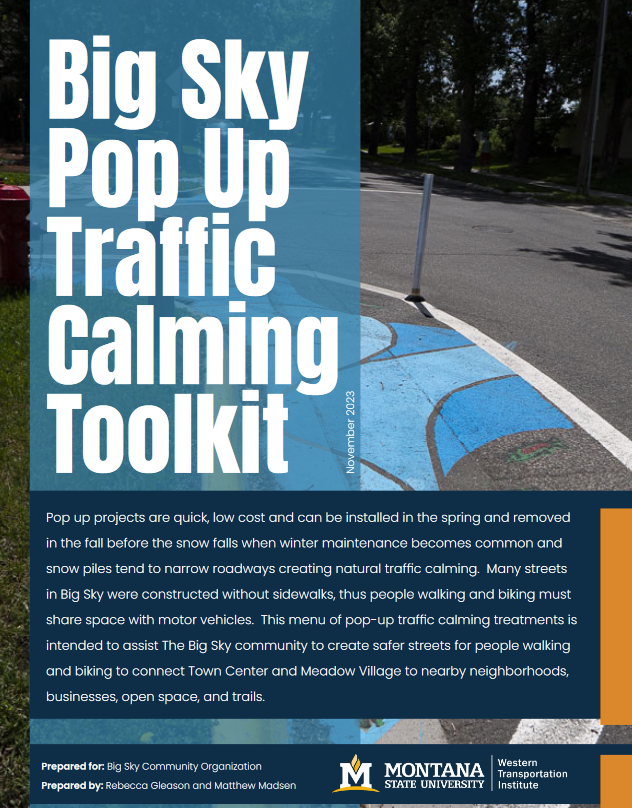 Big Sky
Pop Up
Traffic
Calming
Toolkit
November 2023
Pop up projects are quick, low cost and can be installed in the spring and removed
in the fall before the snow falls when winter maintenance becomes common and
snow piles tend to narrow roadways creating natural traffic calming.  Many streets
in Big Sky were constructed without sidewalks, thus people walking and biking must
share space with motor vehicles.  This menu of pop-up traffic calming treatments is
intended to assist The Big Sky community to create safer streets for people walking
and biking to connect Town Center and Meadow Village to nearby neighborhoods,
businesses, open space, and trails.
Prepared for: Big Sky Community Organization
Prepared by: Rebecca Gleason and Matthew Madsen
M
MONTANA
STATE UNIVERSITY
Western
Transportation
Institute